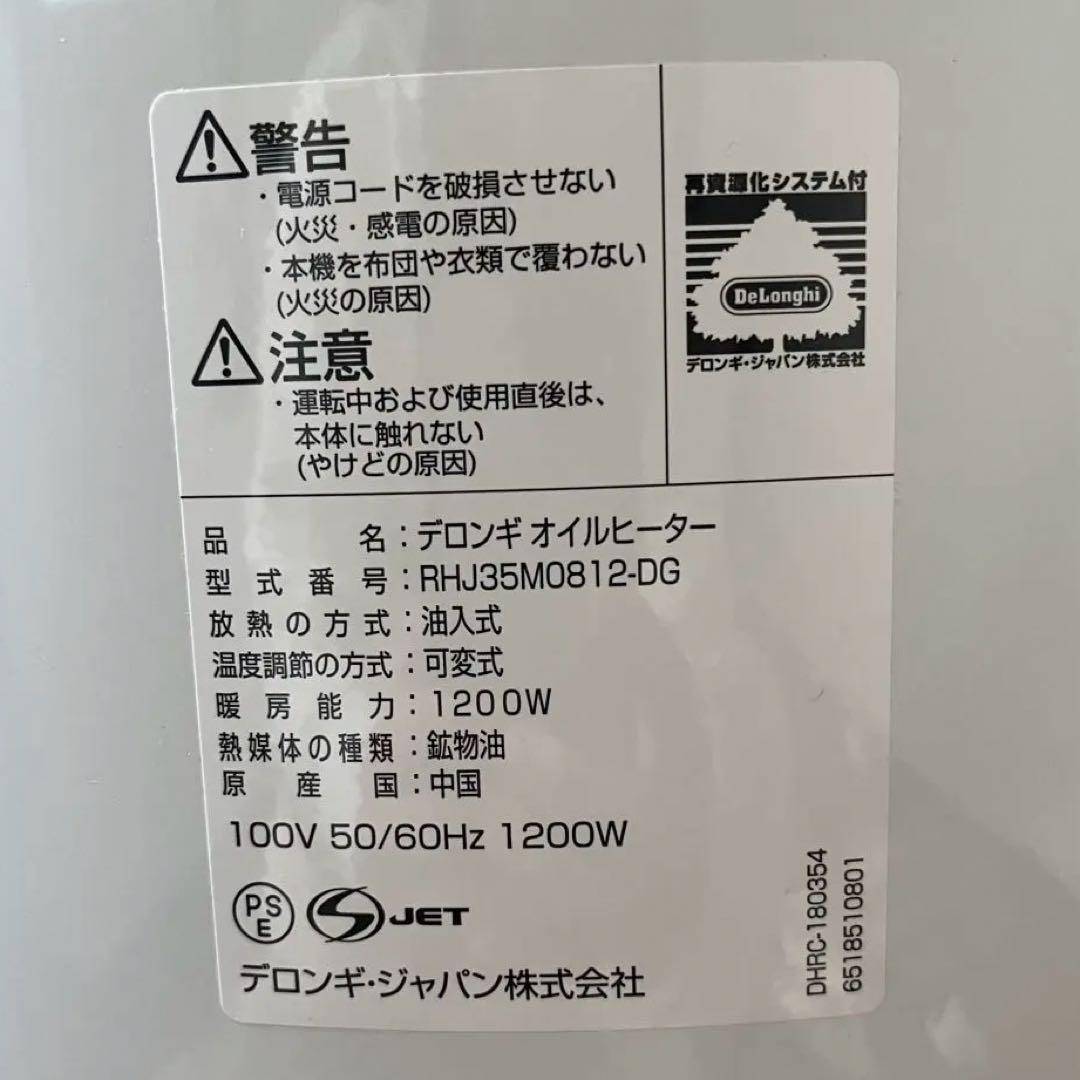 警告
・電源コードを破損させない
(火災・感電の原因)
・本機を布団や衣類で覆わない
(火災の原因)
注意
・運転中および使用直後は、
本体に触れない
(やけどの原因)
再資源化システム付
DeLonghi
デロンギ・ジャパン株式会社
品名：デロンギ オイルヒーター
型式番号：RHJ35M0812-DG
放熱の方式：油入式
温度調節の方式：可変式
暖房能力：1200W
熱媒体の種類：鉱物油
原産国：中国
100V 50/60Hz 1200W
PS
E
S JET
デロンギ・ジャパン株式会社
DHRC-180354
6518510801